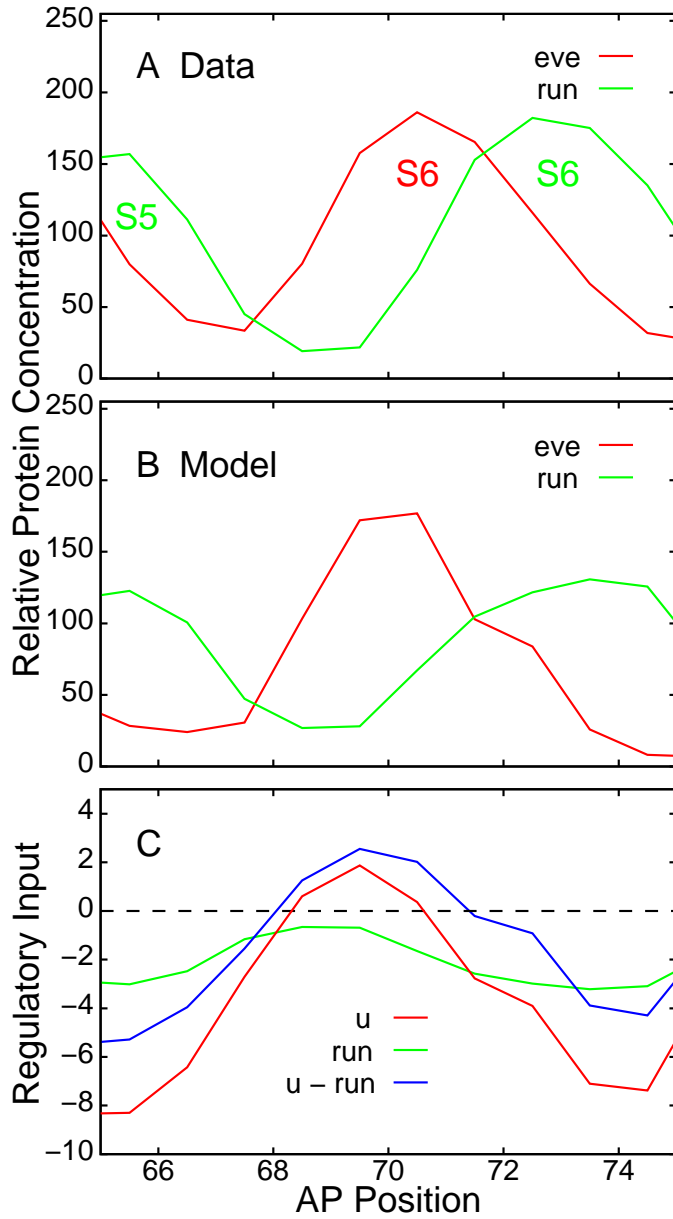 Relative Protein Concentration
250
200
150
100
50
0
A Data
eve
run
S5
S6
S6
250
200
150
100
50
0
B Model
eve
run
Regulatory Input
4
2
0
−2
−4
−6
−8
−10
C
u
run
u − run
66 68 70 72 74
AP Position